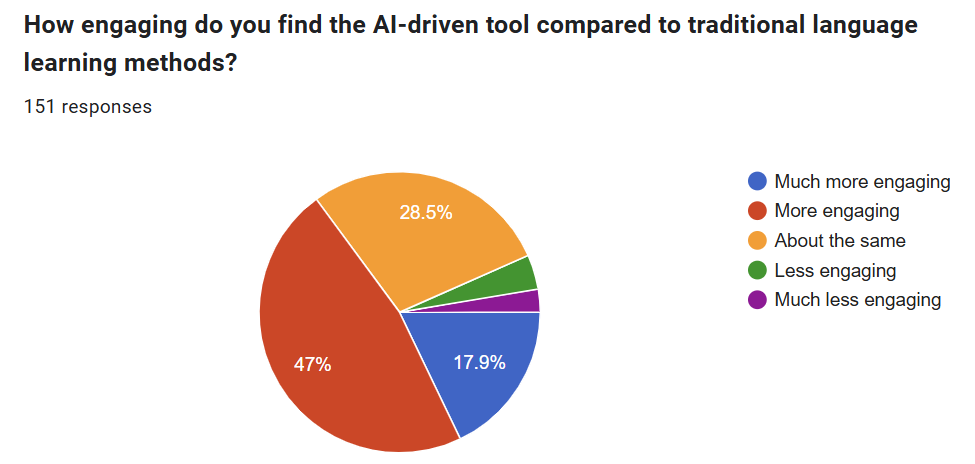 How engaging do you find the AI-driven tool compared to traditional language
learning methods?
151 responses
28.5%
47%
17.9%
Much more engaging
More engaging
About the same
Less engaging
Much less engaging